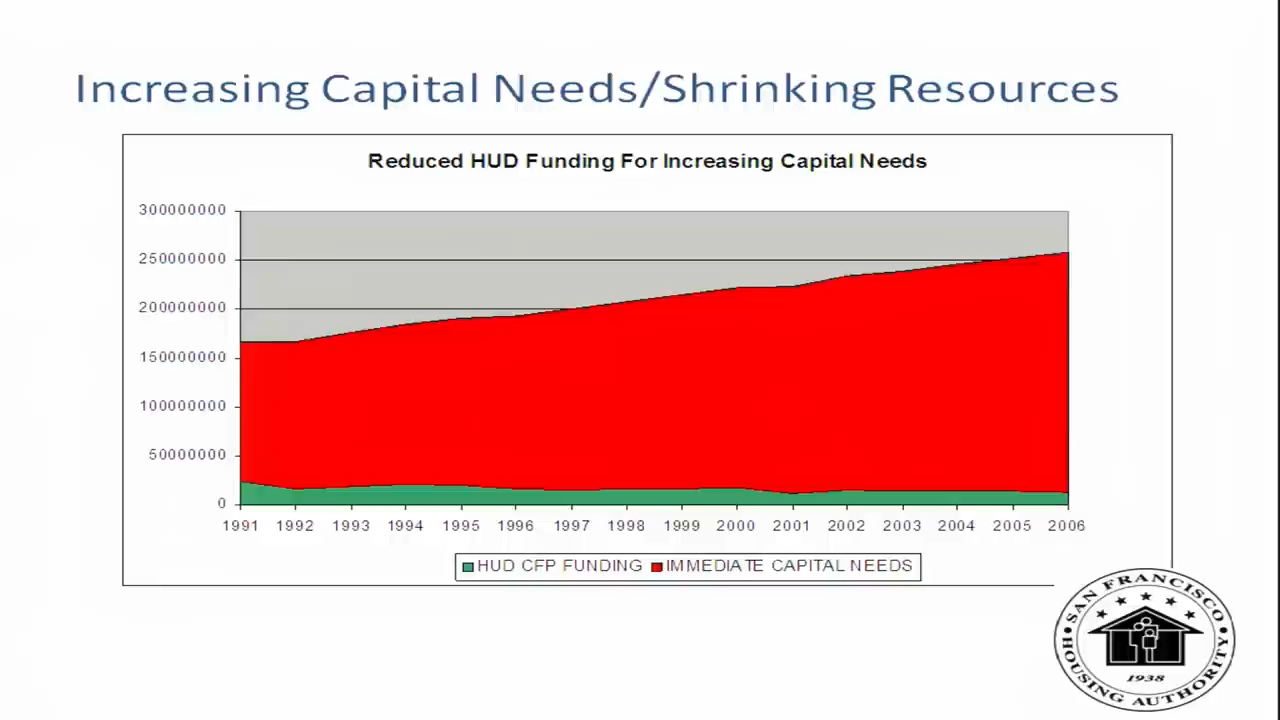 Increasing Capital Needs/Shrinking Resources
Reduced HUD Funding For Increasing Capital Needs
300000000
250000000
200000000
150000000
100000000
50000000
0
1991 1992 1993 1994 1995 1996 1997 1998 1999 2000 2001 2002 2003 2004 2005 2006
HUD CFP FUNDING IMMEDIATE CAPITAL NEEDS
SAN FRANCISCO
HOUSING AUTHORITY
1938